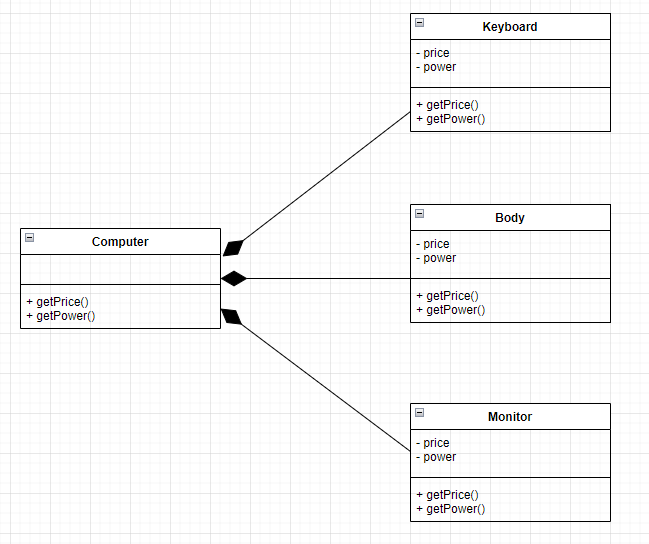 Keyboard
- price
- power
+ getPrice()
+ getPower()
Body
- price
- power
+ getPrice()
+ getPower()
Computer
+ getPrice()
+ getPower()
Monitor
- price
- power
+ getPrice()
+ getPower()